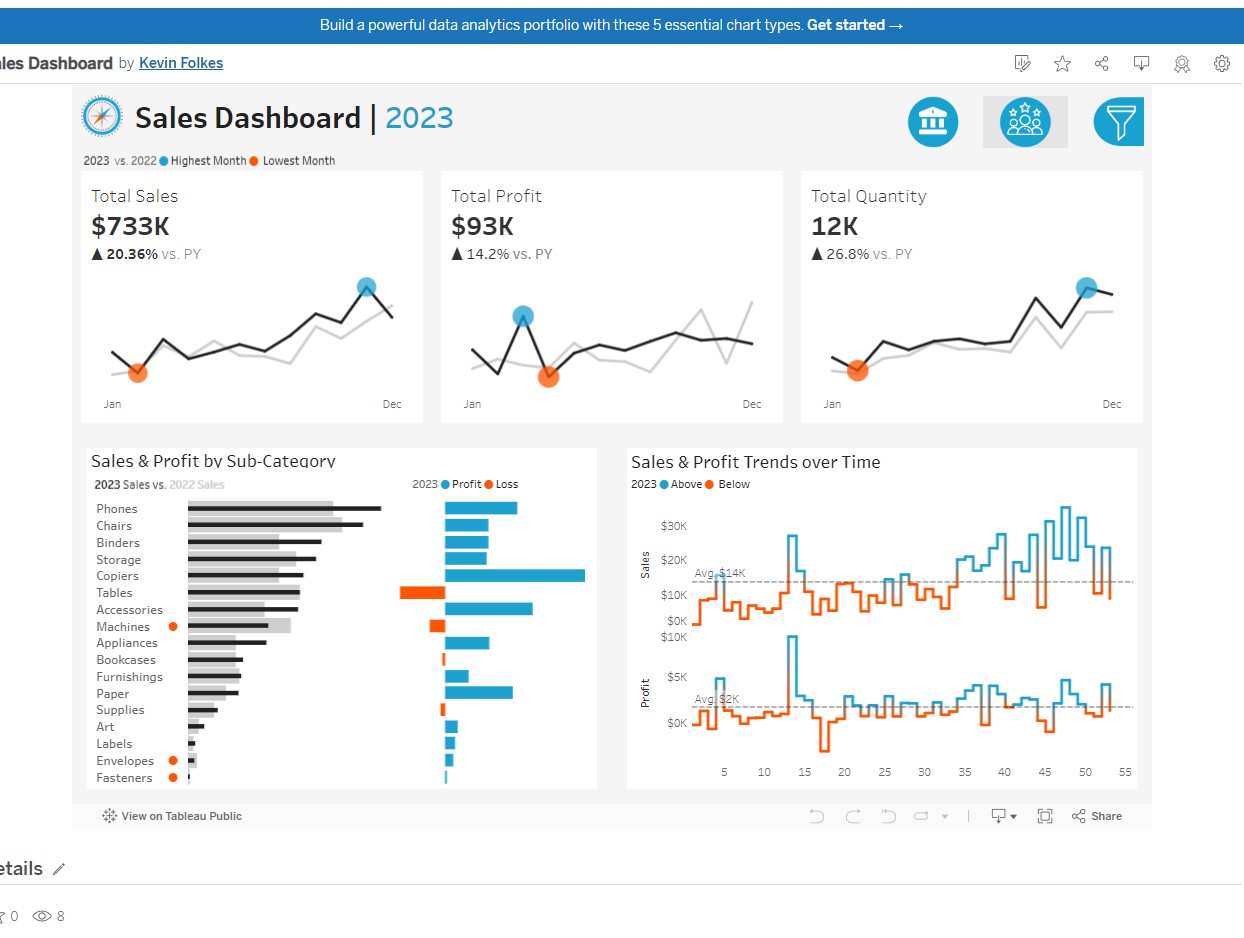 Build a powerful data analytics portfolio with these 5 essential chart types. Get started →
les Dashboard by Kevin Folkes
Sales Dashboard | 2023
2023 vs. 2022 Highest Month Lowest Month
Total Sales
$733K
▲ 20.36% vs. PY
Jan Dec
Total Profit
$93K
▲ 14.2% vs. PY
Jan Dec
Total Quantity
12K
▲ 26.8% vs. PY
Jan Dec
Sales & Profit by Sub-Category
2023 Sales vs. 2022 Sales
2023 Profit Loss
Phones
Chairs
Binders
Storage
Copiers
Tables
Accessories
Machines
Appliances
Bookcases
Furnishings
Paper
Supplies
Art
Labels
Envelopes
Fasteners
Sales & Profit Trends over Time
2023 Above Below
Sales
$30K
$20K
Avg. $14K
$10K
$0K
Profit
$10K
$5K
Avg. $2K
$0K
5 10 15 20 25 30 35 40 45 50 55
View on Tableau Public
Share
etails
0 8